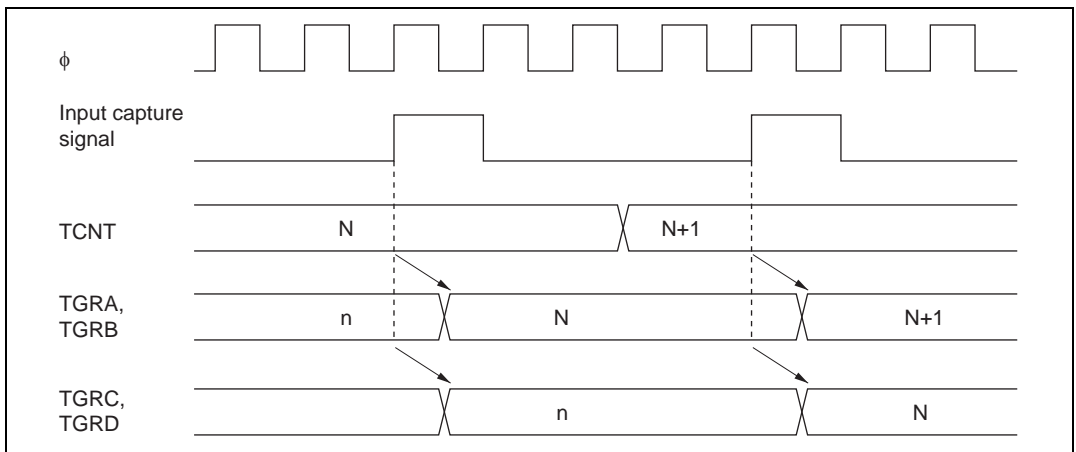 ϕ
Input capture
signal
TCNT
N
N+1
TGRA,
TGRB
n
N
N+1
TGRC,
TGRD
n
N